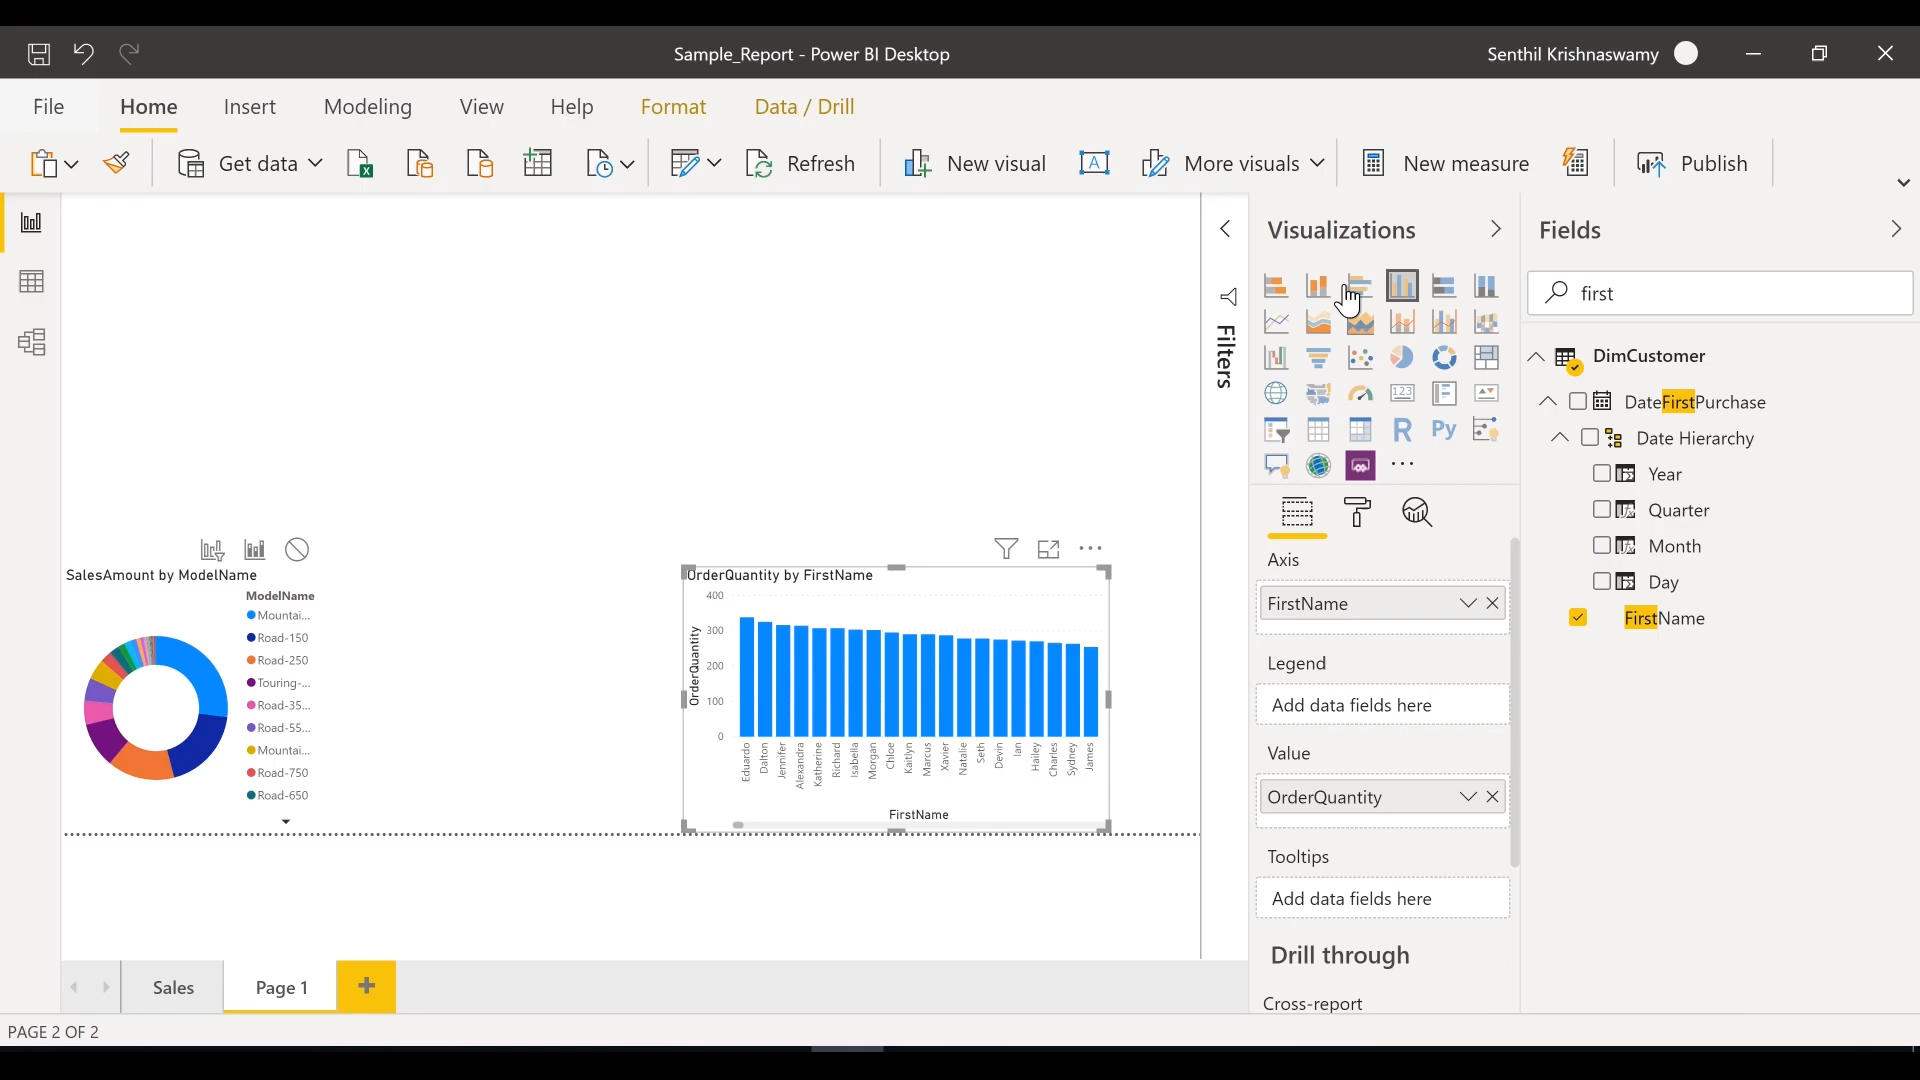 Sample_Report - Power BI Desktop
Senthil Krishnaswamy
File
Home
Insert
Modeling
View
Help
Format
Data / Drill
Get data
Refresh
New visual
A
More visuals
New measure
Publish
Filters
Visualizations
123
R
Py
Axis
FirstName
Legend
Add data fields here
Value
OrderQuantity
Tooltips
Add data fields here
Drill through
Cross-report
Fields
first
DimCustomer
DateFirstPurchase
Date Hierarchy
Year
Quarter
Month
Day
FirstName
SalesAmount by ModelName
ModelName
Mountai...
Road-150
Road-250
Touring-...
Road-35...
Road-55...
Mountai...
Road-750
Road-650
OrderQuantity by FirstName
400
300
200
100
0
OrderQuantity
Eduardo
Dalton
Jennifer
Alexandra
Katherine
Richard
Isabella
Morgan
Chloe
Kaitlyn
Marcus
Xavier
Natalie
Seth
Devin
Ian
Hailey
Charles
Sydney
James
FirstName
Sales
Page 1
PAGE 2 OF 2